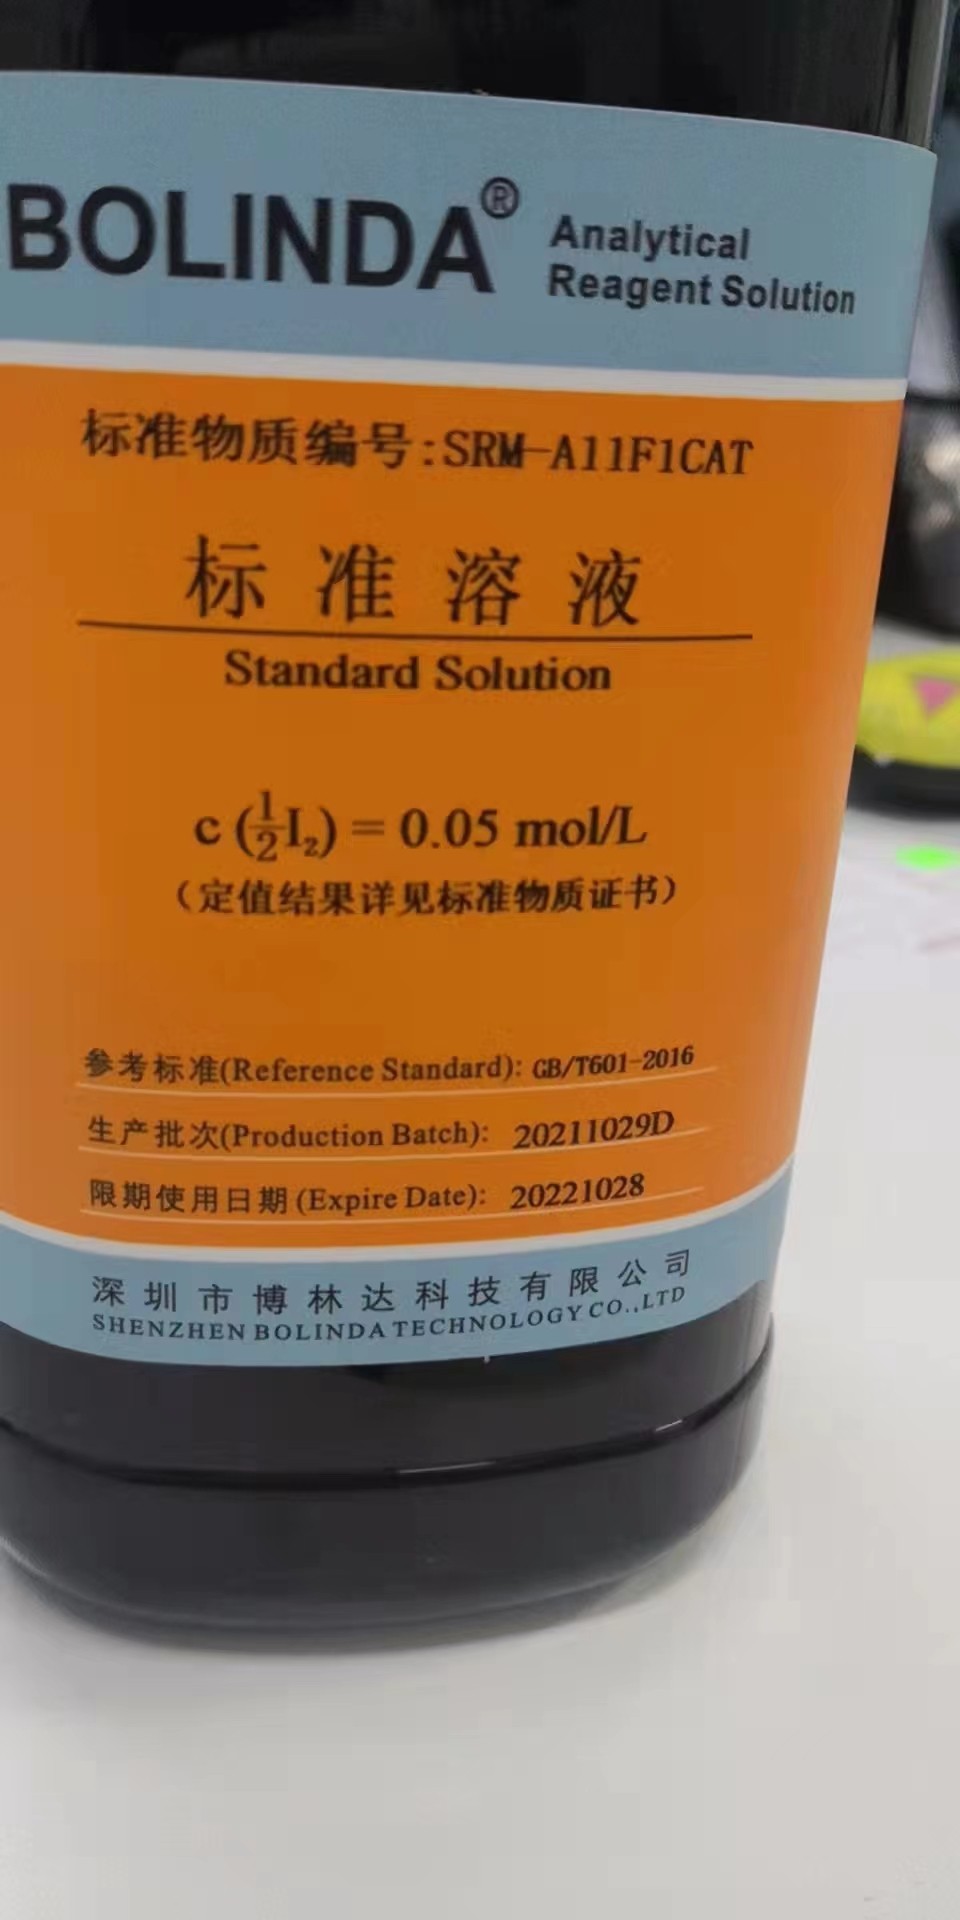 BOLINDA® Analytical
Reagent Solution
标准物质编号:SRM-A11F1CAT
标准溶液
Standard Solution
c (1/2 I₂) = 0.05 mol/L
（定值结果详见标准物质证书）
参考标准(Reference Standard): GB/T601-2016
生产批次(Production Batch): 20211029D
限期使用日期(Expire Date): 20221028
深圳市博林达科技有限公司
SHENZHEN BOLINDA TECHNOLOGY CO.,LTD